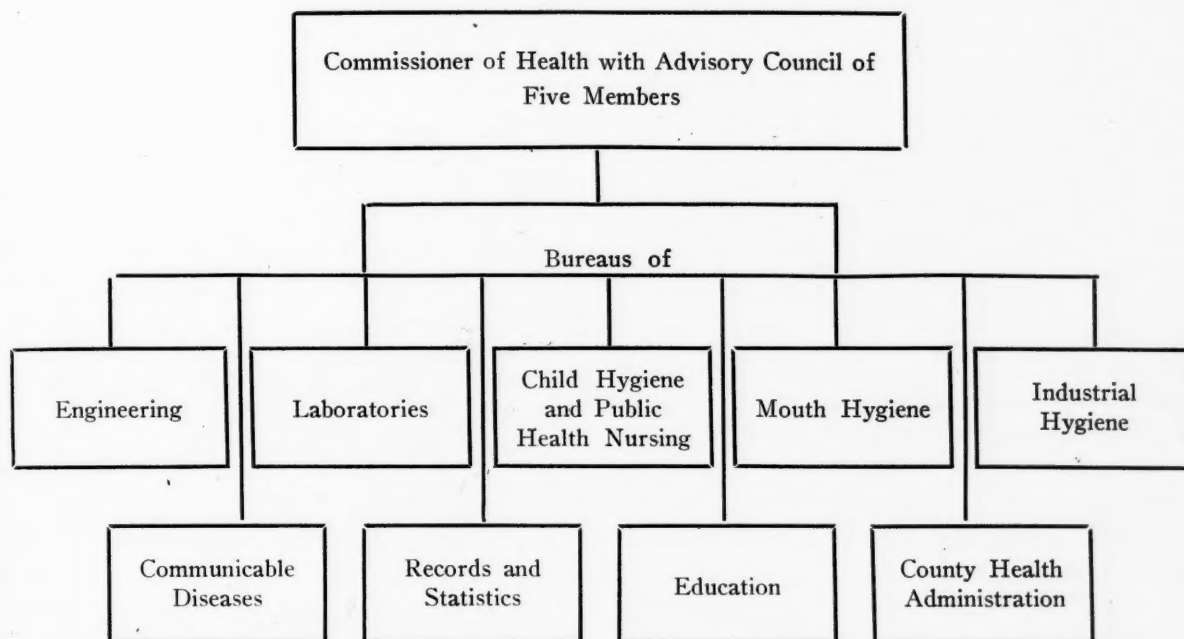 Commissioner of Health with Advisory Council of
Five Members
Bureaus of
Engineering
Laboratories
Child Hygiene
and Public
Health Nursing
Mouth Hygiene
Industrial
Hygiene
Communicable
Diseases
Records and
Statistics
Education
County Health
Administration